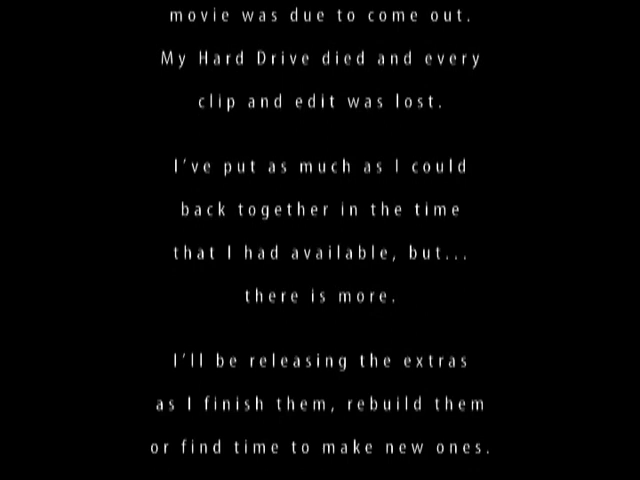 movie was due to come out.
My Hard Drive died and every
clip and edit was lost.
I've put as much as I could
back together in the time
that I had available, but...
there is more.
I'll be releasing the extras
as I finish them, rebuild them
or find time to make new ones.